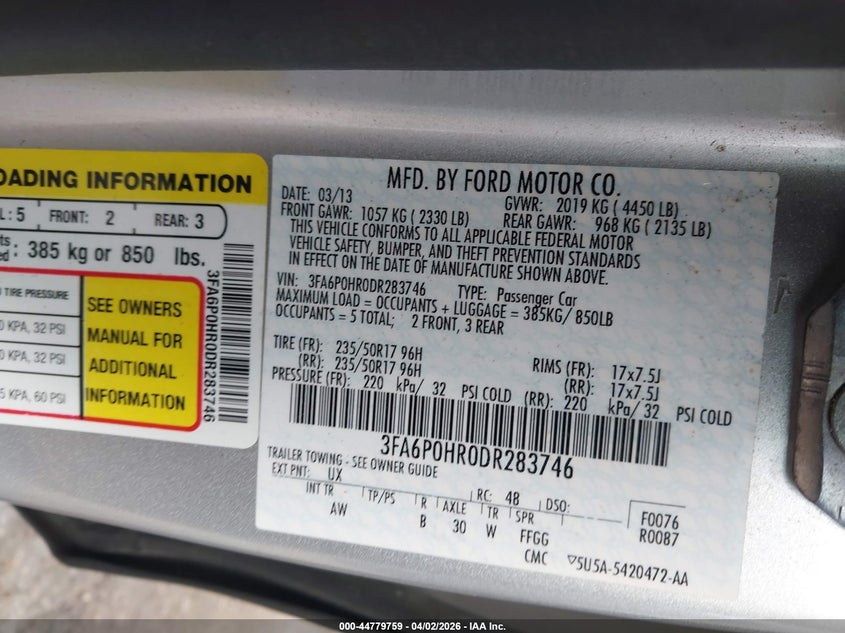 OADING INFORMATION
L: 5 FRONT: 2 REAR: 3
: 385 kg or 850 lbs.
TIRE PRESSURE
KPA, 32 PSI
KPA, 32 PSI
5 KPA, 60 PSI
SEE OWNERS
MANUAL FOR
ADDITIONAL
INFORMATION
3FA6P0HR0DR283746
MFD. BY FORD MOTOR CO.
DATE: 03/13 GVWR: 2019 KG ( 4450 LB)
FRONT GAWR: 1057 KG ( 2330 LB) REAR GAWR: 968 KG ( 2135 LB)
THIS VEHICLE CONFORMS TO ALL APPLICABLE FEDERAL MOTOR
VEHICLE SAFETY, BUMPER, AND THEFT PREVENTION STANDARDS
IN EFFECT ON THE DATE OF MANUFACTURE SHOWN ABOVE.
VIN: 3FA6P0HR0DR283746 TYPE: Passenger Car
MAXIMUM LOAD = OCCUPANTS + LUGGAGE = 385KG/ 850LB
OCCUPANTS = 5 TOTAL; 2 FRONT, 3 REAR
TIRE (FR): 235/50R17 96H RIMS (FR): 17x7.5J
(RR): 235/50R17 96H (RR): 17x7.5J
PRESSURE (FR): 220 kPa/ 32 PSI COLD (RR): 220 kPa/ 32 PSI COLD
3FA6P0HR0DR283746
TRAILER TOWING - SEE OWNER GUIDE
EXT PNT: UX RC: 48 DSO: F0076
INT TR TP/PS R AXLE TR SPR R0087
AW B 30 W FFGG
CMC 5U5A-5420472-AA
000-44779759 | 04/02/2026 | IAA Inc.